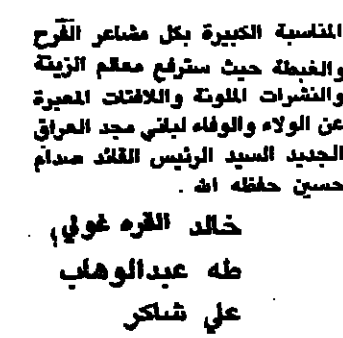 المناسبة الكبيرة بكل مشاعر الفرح
والغبطة حيث سترفع معالم الزينة
والنشرات الملونة واللافتات المعبرة
عن الولاء والوفاء لباني مجد العراق
الجديد السيد الرئيس القائد صدام
حسين حفظه الله .
خالد القره غولي
طه عبدالوهاب
علي شاكر